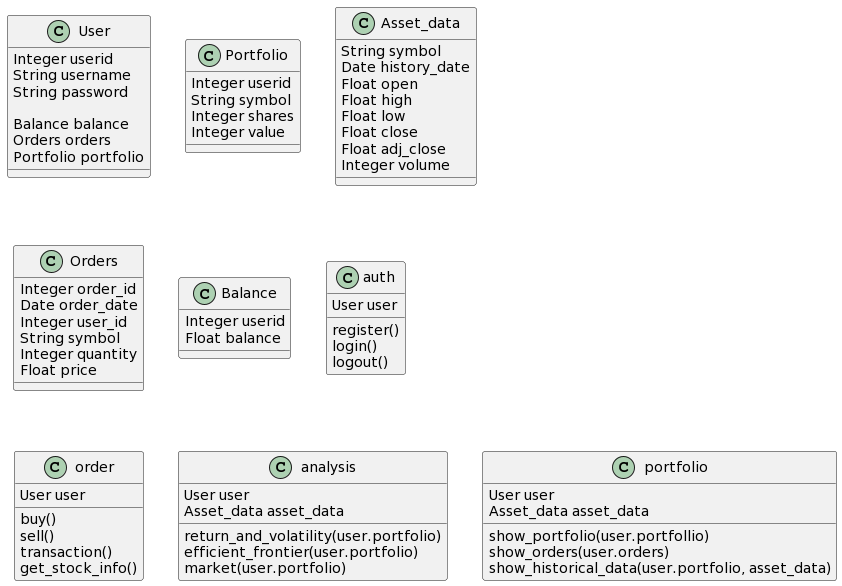 C User
Integer userid
String username
String password
Balance balance
Orders orders
Portfolio portfolio
C Portfolio
Integer userid
String symbol
Integer shares
Integer value
C Asset_data
String symbol
Date history_date
Float open
Float high
Float low
Float close
Float adj_close
Integer volume
C Orders
Integer order_id
Date order_date
Integer user_id
String symbol
Integer quantity
Float price
C Balance
Integer userid
Float balance
C auth
User user
register()
login()
logout()
C order
User user
buy()
sell()
transaction()
get_stock_info()
C analysis
User user
Asset_data asset_data
return_and_volatility(user.portfolio)
efficient_frontier(user.portfolio)
market(user.portfolio)
C portfolio
User user
Asset_data asset_data
show_portfolio(user.portfollio)
show_orders(user.orders)
show_historical_data(user.portfolio, asset_data)